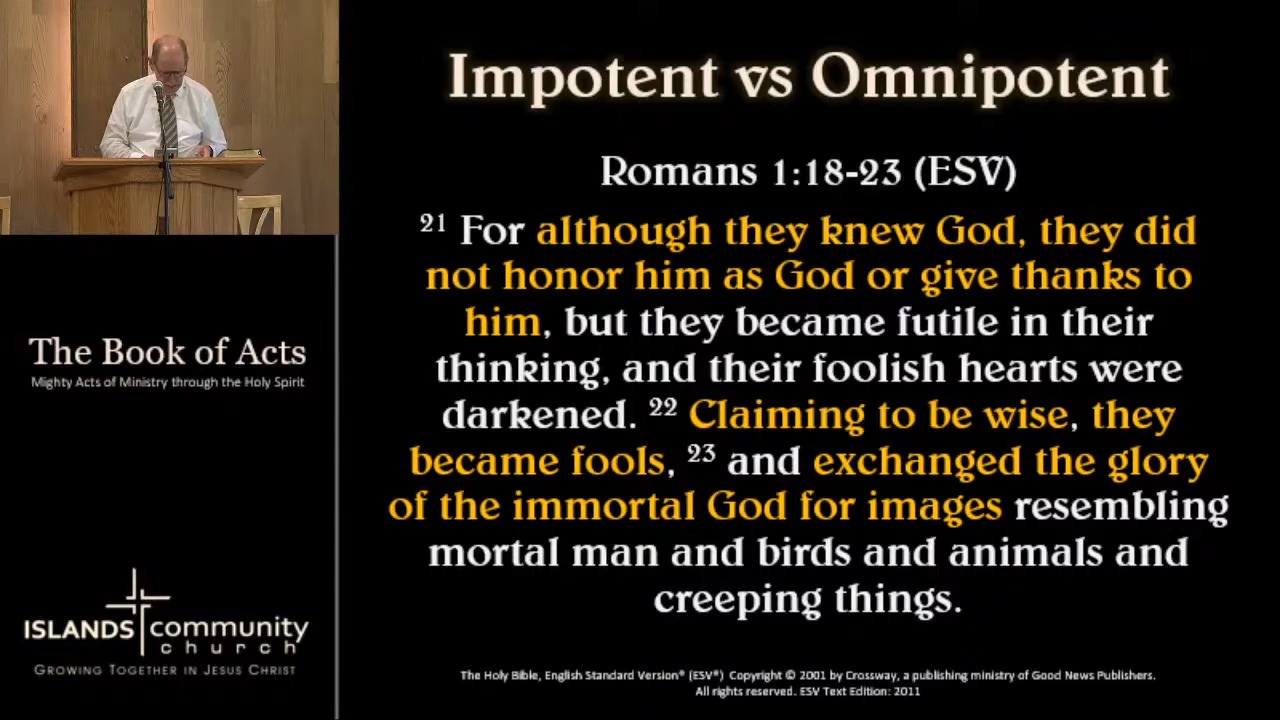 Impotent vs Omnipotent
Romans 1:18-23 (ESV)
21 For although they knew God, they did
not honor him as God or give thanks to
him, but they became futile in their
thinking, and their foolish hearts were
darkened. 22 Claiming to be wise, they
became fools, 23 and exchanged the glory
of the immortal God for images resembling
mortal man and birds and animals and
creeping things.
The Holy Bible, English Standard Version® (ESV®) Copyright © 2001 by Crossway, a publishing ministry of Good News Publishers.
All rights reserved. ESV Text Edition: 2011
The Book of Acts
Mighty Acts of Ministry through the Holy Spirit
ISLANDS community
church
GROWING TOGETHER IN JESUS CHRIST